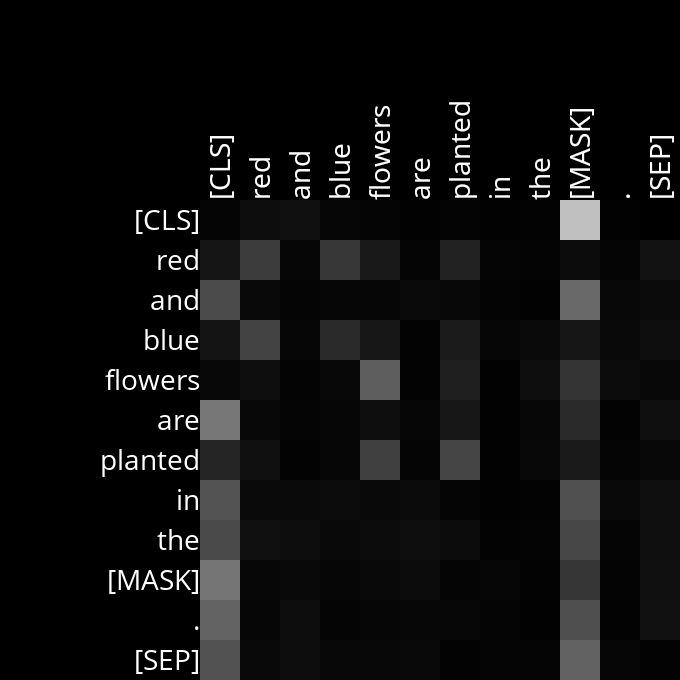 [CLS] red and blue flowers are planted in the [MASK] . [SEP]
[CLS]
red
and
blue
flowers
are
planted
in
the
[MASK]
.
[SEP]